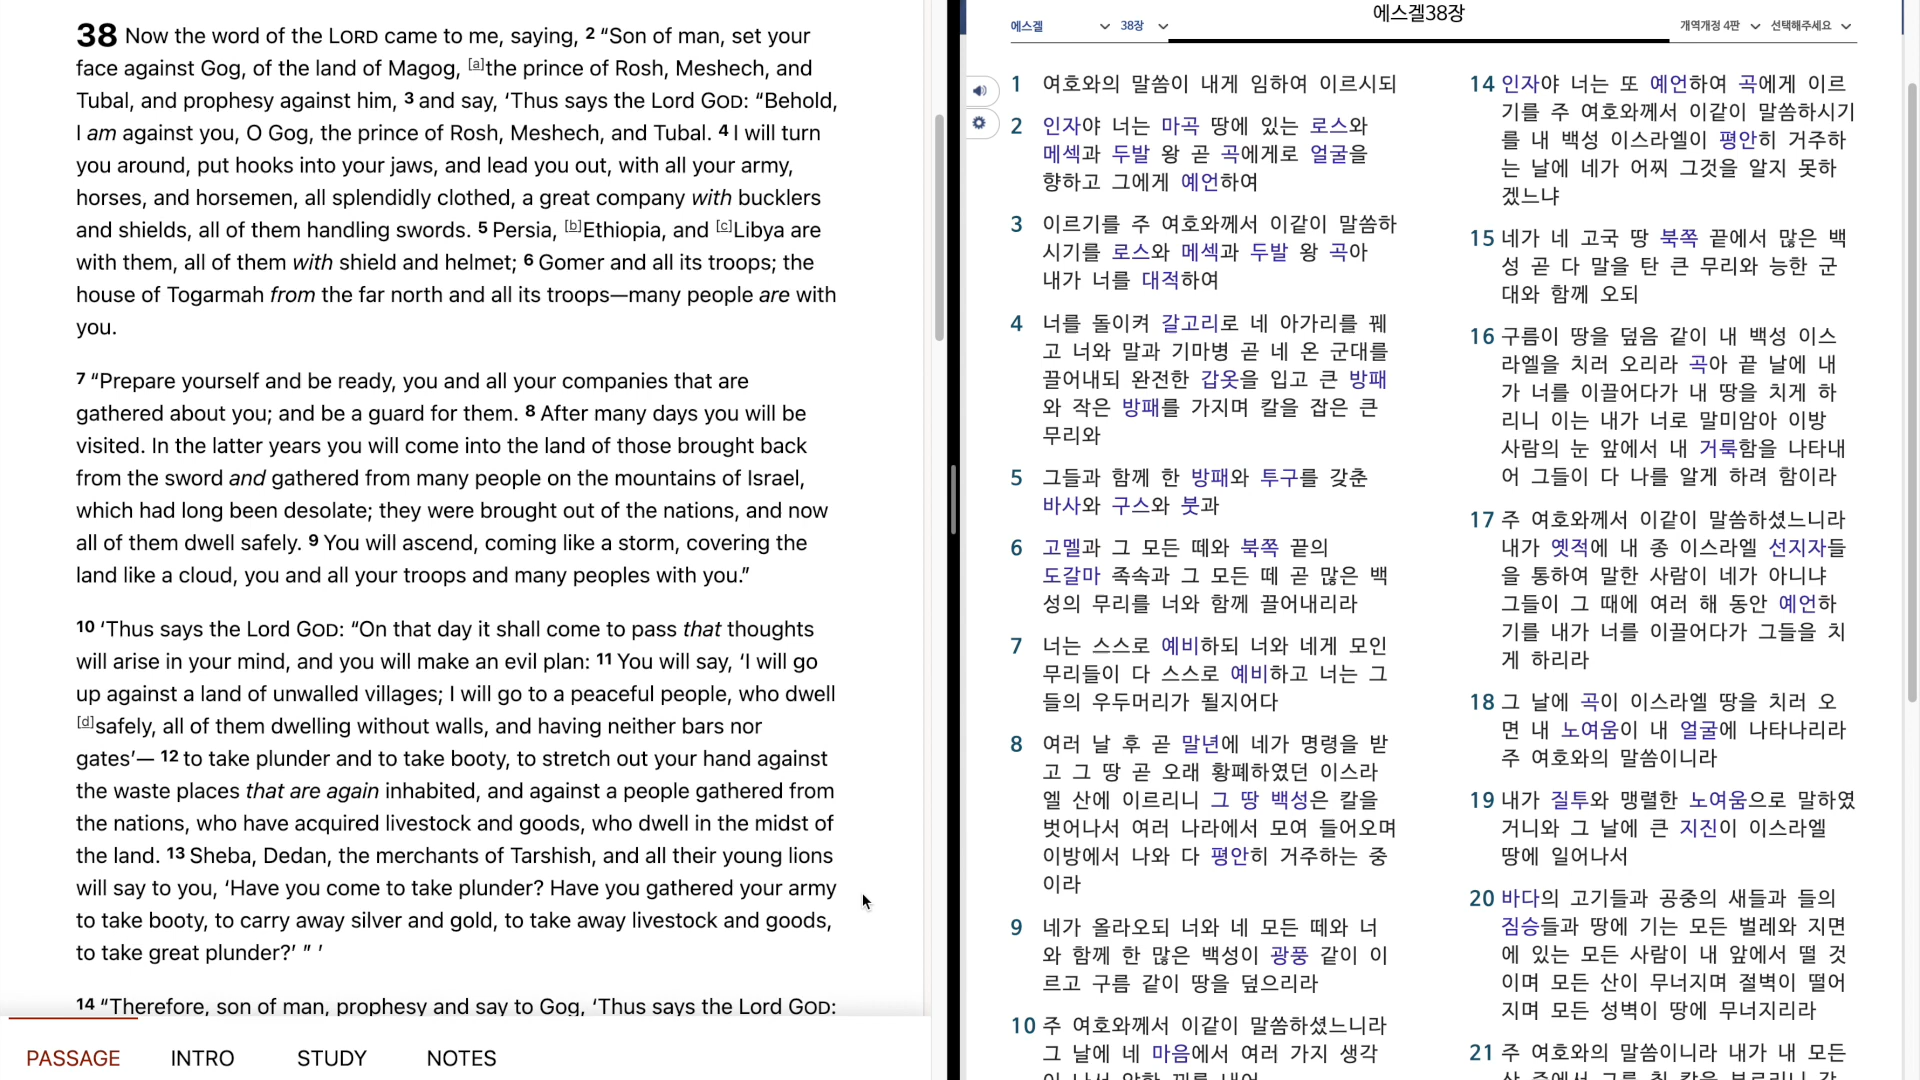 38 Now the word of the LORD came to me, saying, 2 “Son of man, set your
face against Gog, of the land of Magog, [a]the prince of Rosh, Meshech, and
Tubal, and prophesy against him, 3 and say, ‘Thus says the Lord GOD: “Behold,
I am against you, O Gog, the prince of Rosh, Meshech, and Tubal. 4 I will turn
you around, put hooks into your jaws, and lead you out, with all your army,
horses, and horsemen, all splendidly clothed, a great company with bucklers
and shields, all of them handling swords. 5 Persia, [b]Ethiopia, and [c]Libya are
with them, all of them with shield and helmet; 6 Gomer and all its troops; the
house of Togarmah from the far north and all its troops—many people are with
you.
7 “Prepare yourself and be ready, you and all your companies that are
gathered about you; and be a guard for them. 8 After many days you will be
visited. In the latter years you will come into the land of those brought back
from the sword and gathered from many people on the mountains of Israel,
which had long been desolate; they were brought out of the nations, and now
all of them dwell safely. 9 You will ascend, coming like a storm, covering the
land like a cloud, you and all your troops and many peoples with you.”
10 ‘Thus says the Lord GOD: “On that day it shall come to pass that thoughts
will arise in your mind, and you will make an evil plan: 11 You will say, ‘I will go
up against a land of unwalled villages; I will go to a peaceful people, who dwell
[d]safely, all of them dwelling without walls, and having neither bars nor
gates’— 12 to take plunder and to take booty, to stretch out your hand against
the waste places that are again inhabited, and against a people gathered from
the nations, who have acquired livestock and goods, who dwell in the midst of
the land. 13 Sheba, Dedan, the merchants of Tarshish, and all their young lions
will say to you, ‘Have you come to take plunder? Have you gathered your army
to take booty, to carry away silver and gold, to take away livestock and goods,
to take great plunder?’ ” ’
14 “Therefore, son of man, prophesy and say to Gog, ‘Thus says the Lord GOD:
PASSAGE INTRO STUDY NOTES
에스겔38장
에스겔 38장 개역개정 4판 선택해주세요
1 여호와의 말씀이 내게 임하여 이르시되
2 인자야 너는 마곡 땅에 있는 로스와
메섹과 두발 왕 곧 곡에게로 얼굴을
향하고 그에게 예언하여
3 이르기를 주 여호와께서 이같이 말씀하
시기를 로스와 메섹과 두발 왕 곡아
내가 너를 대적하여
4 너를 돌이켜 갈고리로 네 아가리를 꿰
고 너와 말과 기마병 곧 네 온 군대를
끌어내되 완전한 갑옷을 입고 큰 방패
와 작은 방패를 가지며 칼을 잡은 큰
무리와
5 그들과 함께 한 방패와 투구를 갖춘
바사와 구스와 붓과
6 고멜과 그 모든 떼와 북쪽 끝의
도갈마 족속과 그 모든 떼 곧 많은 백
성의 무리를 너와 함께 끌어내리라
7 너는 스스로 예비하되 너와 네게 모인
무리들이 다 스스로 예비하고 너는 그
들의 우두머리가 될지어다
8 여러 날 후 곧 말년에 네가 명령을 받
고 그 땅 곧 오래 황폐하였던 이스라
엘 산에 이르리니 그 땅 백성은 칼을
벗어나서 여러 나라에서 모여 들어오며
이방에서 나와 다 평안히 거주하는 중
이라
9 네가 올라오되 너와 네 모든 떼와 너
와 함께 한 많은 백성이 광풍 같이 이
르고 구름 같이 땅을 덮으리라
10 주 여호와께서 이같이 말씀하셨느니라
그 날에 네 마음에서 여러 가지 생각
이 나서 악한 꾀를 내어
14 인자야 너는 또 예언하여 곡에게 이르
기를 주 여호와께서 이같이 말씀하시기
를 내 백성 이스라엘이 평안히 거주하
는 날에 네가 어찌 그것을 알지 못하
겠느냐
15 네가 네 고국 땅 북쪽 끝에서 많은 백
성 곧 다 말을 탄 큰 무리와 능한 군
대와 함께 오되
16 구름이 땅을 덮음 같이 내 백성 이스
라엘을 치러 오리라 곡아 끝 날에 내
가 너를 이끌어다가 내 땅을 치게 하
리니 이는 내가 너로 말미암아 이방
사람의 눈 앞에서 내 거룩함을 나타내
어 그들이 다 나를 알게 하려 함이라
17 주 여호와께서 이같이 말씀하셨느니라
내가 옛적에 내 종 이스라엘 선지자들
을 통하여 말한 사람이 네가 아니냐
그들이 그 때에 여러 해 동안 예언하
기를 내가 너를 이끌어다가 그들을 치
게 하리라
18 그 날에 곡이 이스라엘 땅을 치러 오
면 내 노여움이 내 얼굴에 나타나리라
주 여호와의 말씀이니라
19 내가 질투와 맹렬한 노여움으로 말하였
거니와 그 날에 큰 지진이 이스라엘
땅에 일어나서
20 바다의 고기들과 공중의 새들과 들의
짐승들과 땅에 기는 모든 벌레와 지면
에 있는 모든 사람이 내 앞에서 떨 것
이며 모든 산이 무너지며 절벽이 떨어
지며 모든 성벽이 땅에 무너지리라
21 주 여호와의 말씀이니라 내가 내 모든
산 중에서 그를 칠 칼을 부르리니 각